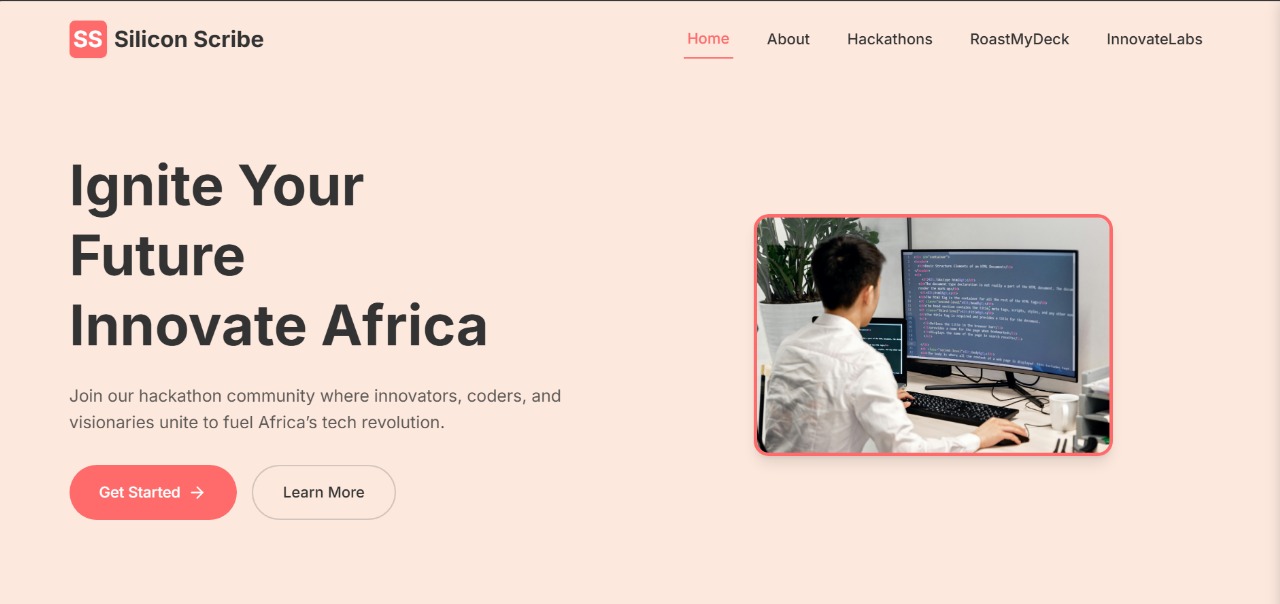 SS Silicon Scribe
Home About Hackathons RoastMyDeck InnovateLabs
Ignite Your
Future
Innovate Africa
Join our hackathon community where innovators, coders, and
visionaries unite to fuel Africa’s tech revolution.
Get Started → Learn More